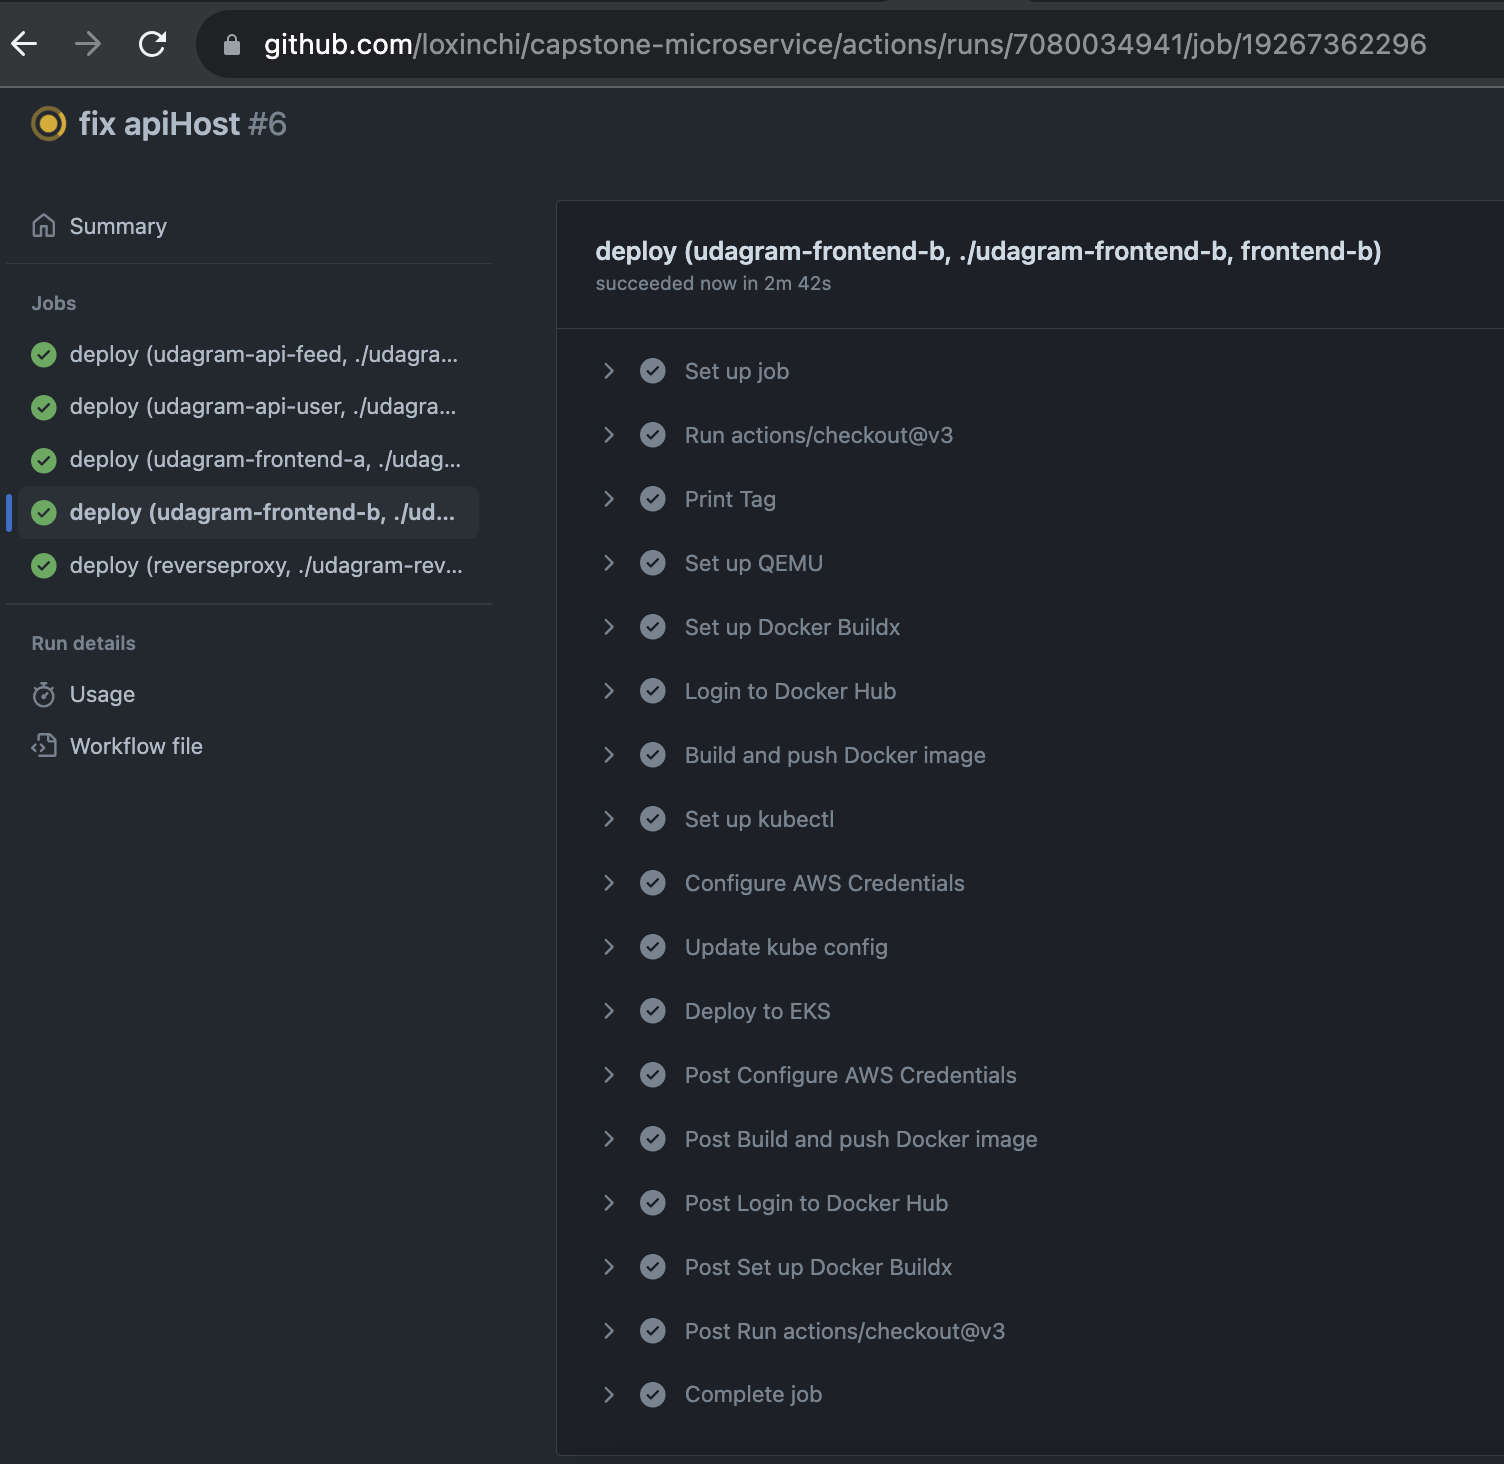 github.com/loxinchi/capstone-microservice/actions/runs/7080034941/job/19267362296
fix apiHost #6
Summary
Jobs
deploy (udagram-api-feed, ./udagra...
deploy (udagram-api-user, ./udagra...
deploy (udagram-frontend-a, ./udag...
deploy (udagram-frontend-b, ./ud...
deploy (reverseproxy, ./udagram-rev...
Run details
Usage
Workflow file
deploy (udagram-frontend-b, ./udagram-frontend-b, frontend-b)
succeeded now in 2m 42s
Set up job
Run actions/checkout@v3
Print Tag
Set up QEMU
Set up Docker Buildx
Login to Docker Hub
Build and push Docker image
Set up kubectl
Configure AWS Credentials
Update kube config
Deploy to EKS
Post Configure AWS Credentials
Post Build and push Docker image
Post Login to Docker Hub
Post Set up Docker Buildx
Post Run actions/checkout@v3
Complete job